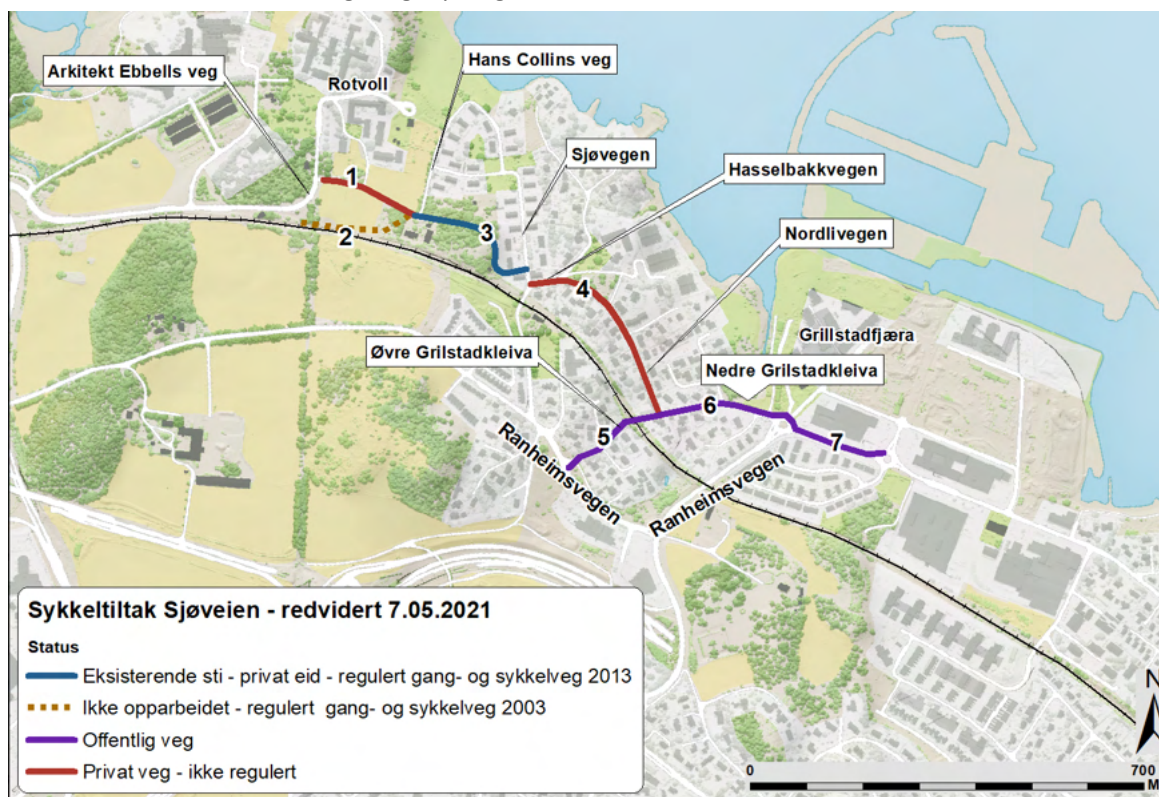 Hans Collins veg
Arkitekt Ebbells veg
Rotvoll
Sjøvegen
Hasselbakkvegen
1
3
2
Nordlivegen
4
Grillstadfjæra
Øvre Grilstadkleiva
Nedre Grilstadkleiva
6
5
7
Ranheimsvegen
Ranheimsvegen
Sykkeltiltak Sjøveien - redvidert 7.05.2021
Status
Eksisterende sti - privat eid - regulert gang- og sykkelveg 2013
Ikke opparbeidet - regulert gang- og sykkelveg 2003
Offentlig veg
Privat veg - ikke regulert
N
0
700
M